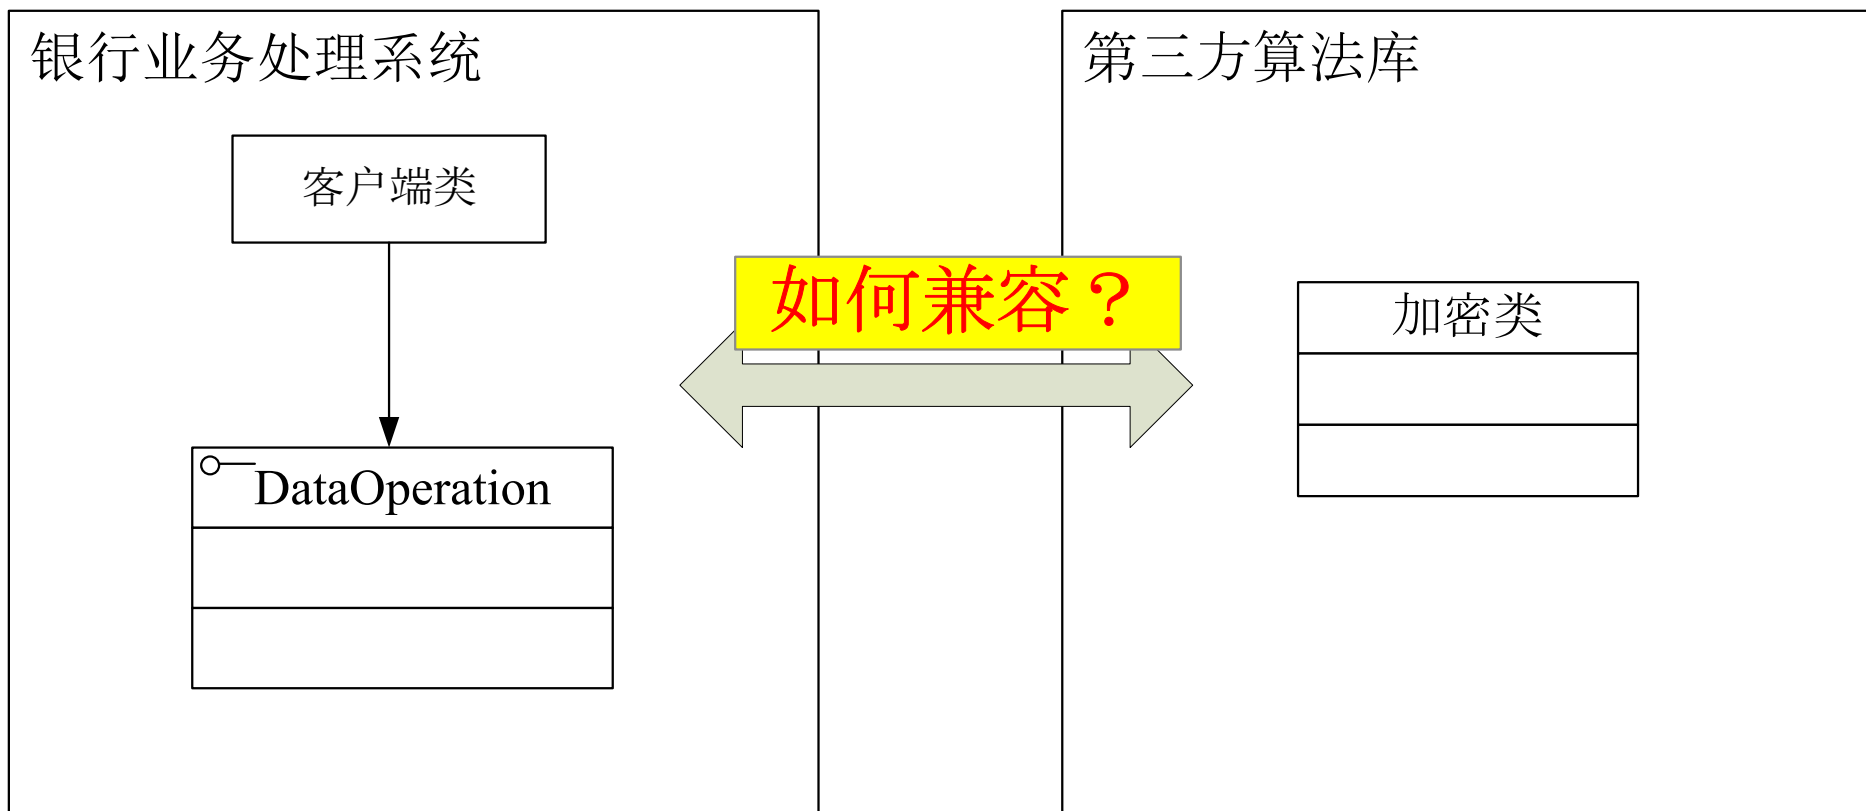 银行业务处理系统
第三方算法库
客户端类
如何兼容？
加密类
DataOperation